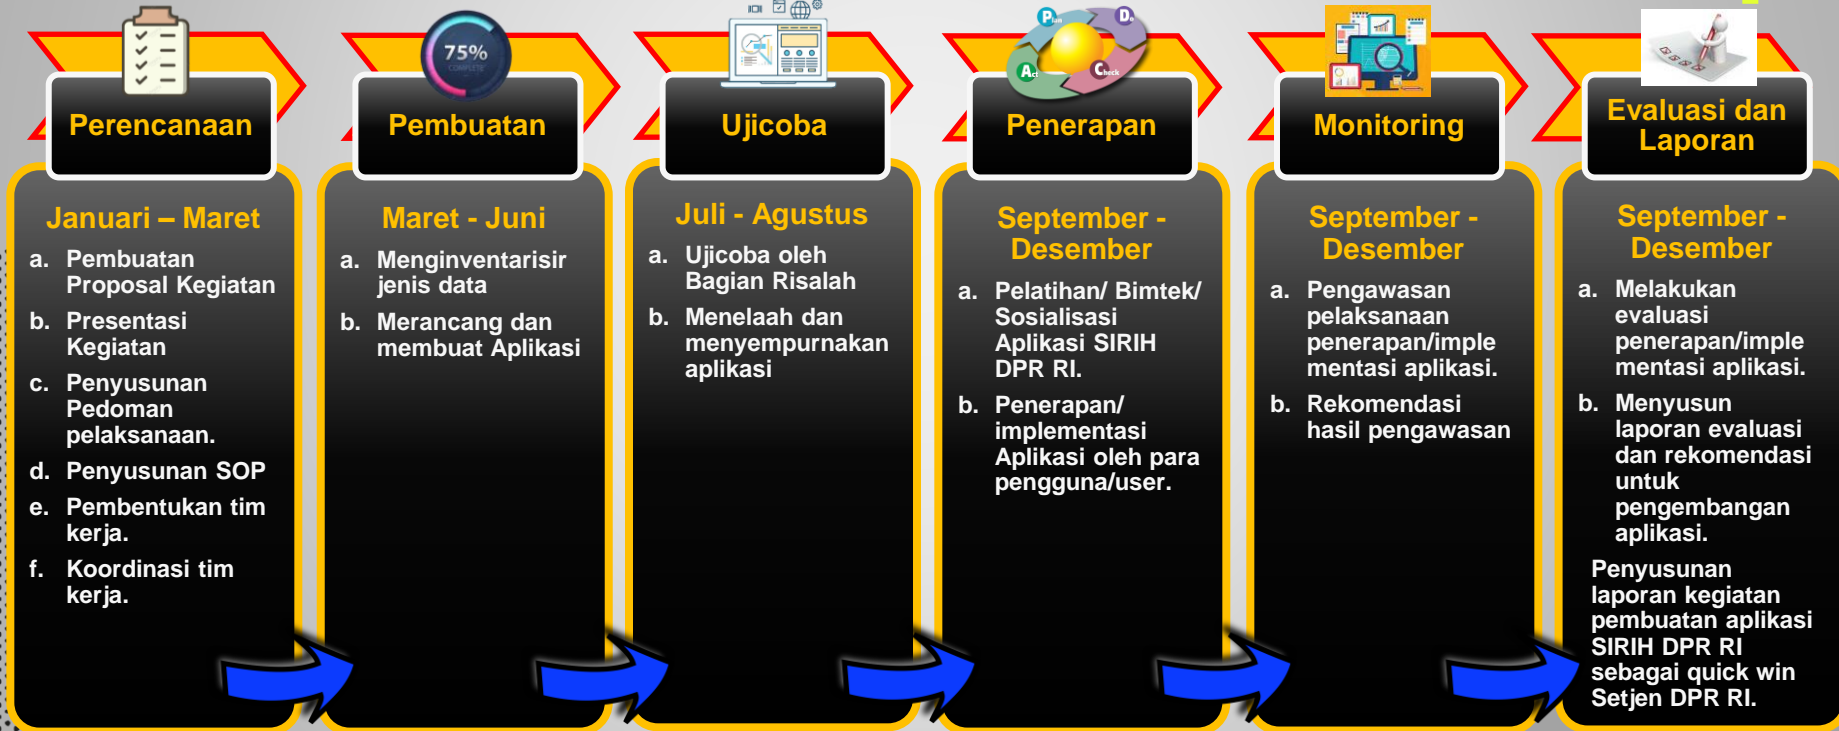 75%
COMPLETE
Plan
Do
Act
Check
Perencanaan
Januari – Maret
a. Pembuatan
Proposal Kegiatan
b. Presentasi
Kegiatan
c. Penyusunan
Pedoman
pelaksanaan.
d. Penyusunan SOP
e. Pembentukan tim
kerja.
f. Koordinasi tim
kerja.
Pembuatan
Maret - Juni
a. Menginventarisir
jenis data
b. Merancang dan
membuat Aplikasi
Ujicoba
Juli - Agustus
a. Ujicoba oleh
Bagian Risalah
b. Menelaah dan
menyempurnakan
aplikasi
Penerapan
September -
Desember
a. Pelatihan/ Bimtek/
Sosialisasi
Aplikasi SIRIH
DPR RI.
b. Penerapan/
implementasi
Aplikasi oleh para
pengguna/user.
Monitoring
September -
Desember
a. Pengawasan
pelaksanaan
penerapan/imple
mentasi aplikasi.
b. Rekomendasi
hasil pengawasan
Evaluasi dan
Laporan
September -
Desember
a. Melakukan
evaluasi
penerapan/imple
mentasi aplikasi.
b. Menyusun
laporan evaluasi
dan rekomendasi
untuk
pengembangan
aplikasi.
Penyusunan
laporan kegiatan
pembuatan aplikasi
SIRIH DPR RI
sebagai quick win
Setjen DPR RI.